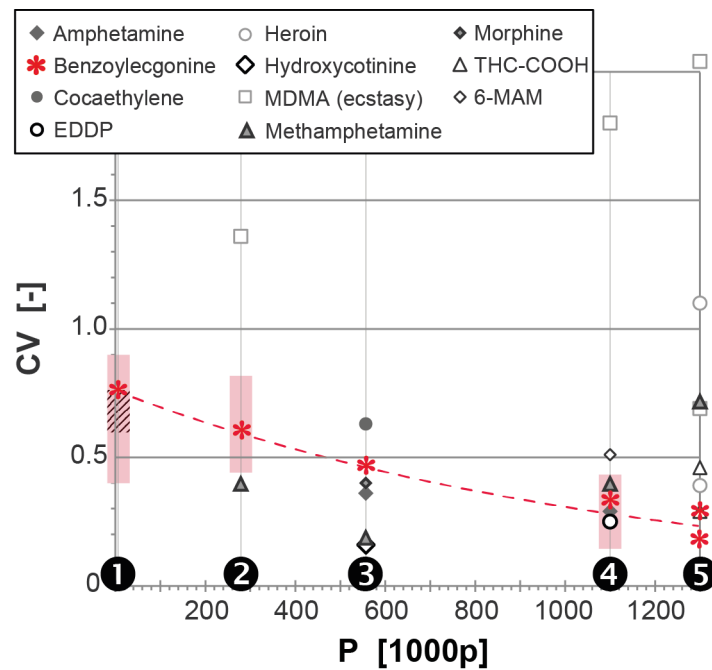 Amphetamine Heroin Morphine
Benzoylecgonine Hydroxycotinine THC-COOH
Cocaethylene MDMA (ecstasy) 6-MAM
EDDP Methamphetamine
1.5
1.0
0.5
0
CV [-]
1 2 3 4 5
200 400 600 800 1000 1200
P [1000p]